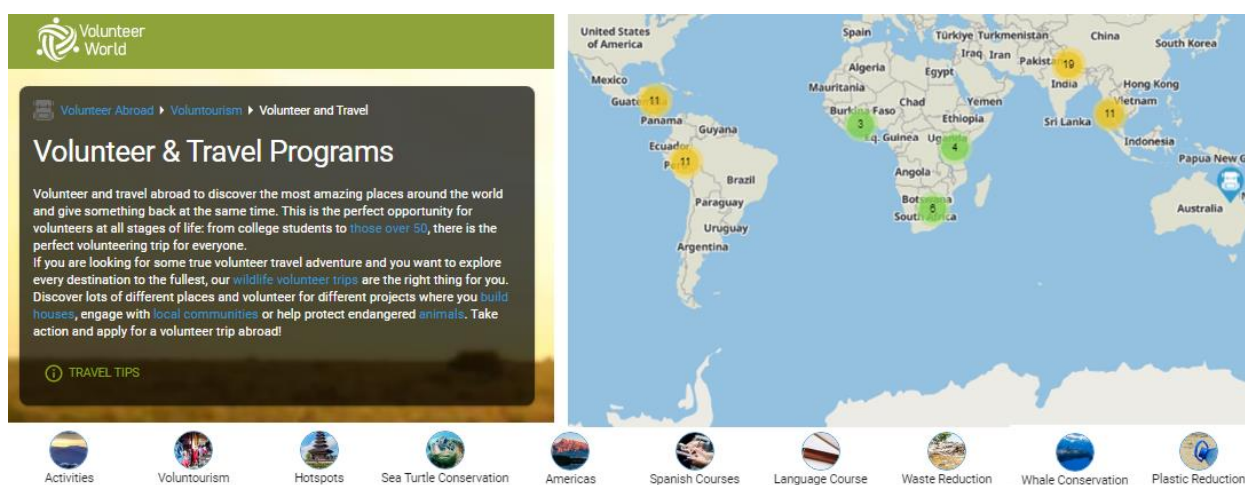 Volunteer
World
Volunteer Abroad Voluntourism Volunteer and Travel
Volunteer & Travel Programs
Volunteer and travel abroad to discover the most amazing places around the world
and give something back at the same time. This is the perfect opportunity for
volunteers at all stages of life: from college students to those over 50, there is the
perfect volunteering trip for everyone.
If you are looking for some true volunteer travel adventure and you want to explore
every destination to the fullest, our wildlife volunteer trips are the right thing for you.
Discover lots of different places and volunteer for different projects where you build
houses, engage with local communities or help protect endangered animals. Take
action and apply for a volunteer trip abroad!
TRAVEL TIPS
United States
of America
Spain
Türkiye Turkmenistan
China
South Korea
Iraq Iran
Algeria
Egypt
19
India
Hong Kong
Mexico
11
Mauritania
Chad
Yemen
11
Panama
Guyana
3
Ethiopia
Sri Lanka
Ecuador
11
Guinea
4
Indonesia
Papua New G
Brazil
Angola
Paraguay
6
Australia
Uruguay
Argentina
Activities
Voluntourism
Hotspots
Sea Turtle Conservation
Americas
Spanish Courses
Language Course
Waste Reduction
Whale Conservation
Plastic Reduction